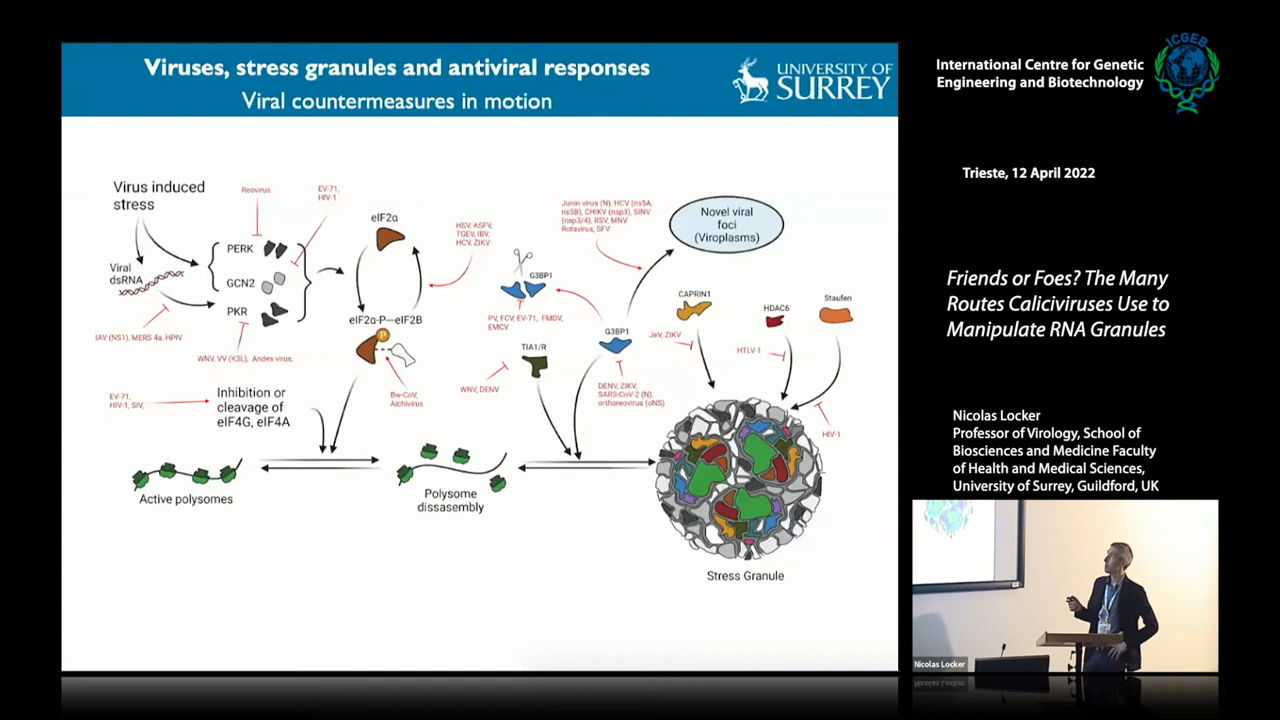 Viruses, stress granules and antiviral responses
Viral countermeasures in motion
UNIVERSITY OF
SURREY
Virus induced
stress
Reovirus
EV-71,
HIV-1
PERK
GCN2
PKR
Viral
dsRNA
IAV (NS1), MERS 4a, HPIV
WNV, VV (K3L), Andes virus,
eIF2α
HSV, ASFV,
TGEV, IBV,
HCV, ZIKV
eIF2α-P—eIF2B
P
Bw-CoV,
Aichivirus
EV-71,
HIV-1, SIV,
Inhibition or
cleavage of
eIF4G, eIF4A
Active polysomes
Polysome
dissasembly
G3BP1
PV, FCV, EV-71, FMDV,
EMCV
TIA1/R
WNV, DENV
Junin virus (N), HCV (ns5A,
ns5B), CHIKV (nsp3), SINV
(nsp3/4), RSV, MNV
Rotavirus, SFV
Novel viral
foci
(Viroplasms)
G3BP1
DENV, ZIKV,
SARS-CoV-2 (N),
orthoreovirus (σNS)
CAPRIN1
JeV, ZIKV
HDAC6
HTLV-1
Staufen
HIV-1
Stress Granule
International Centre for Genetic
Engineering and Biotechnology
ICGEB
Trieste, 12 April 2022
Friends or Foes? The Many
Routes Caliciviruses Use to
Manipulate RNA Granules
Nicolas Locker
Professor of Virology, School of
Biosciences and Medicine Faculty
of Health and Medical Sciences,
University of Surrey, Guildford, UK
Nicolas Locker